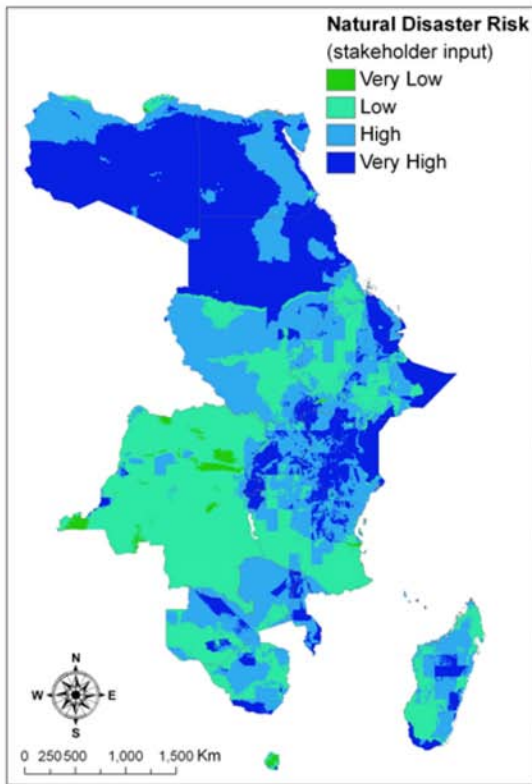 Natural Disaster Risk
(stakeholder input)
Very Low
Low
High
Very High
N
W E
S
0 250 500 1,000 1,500 Km